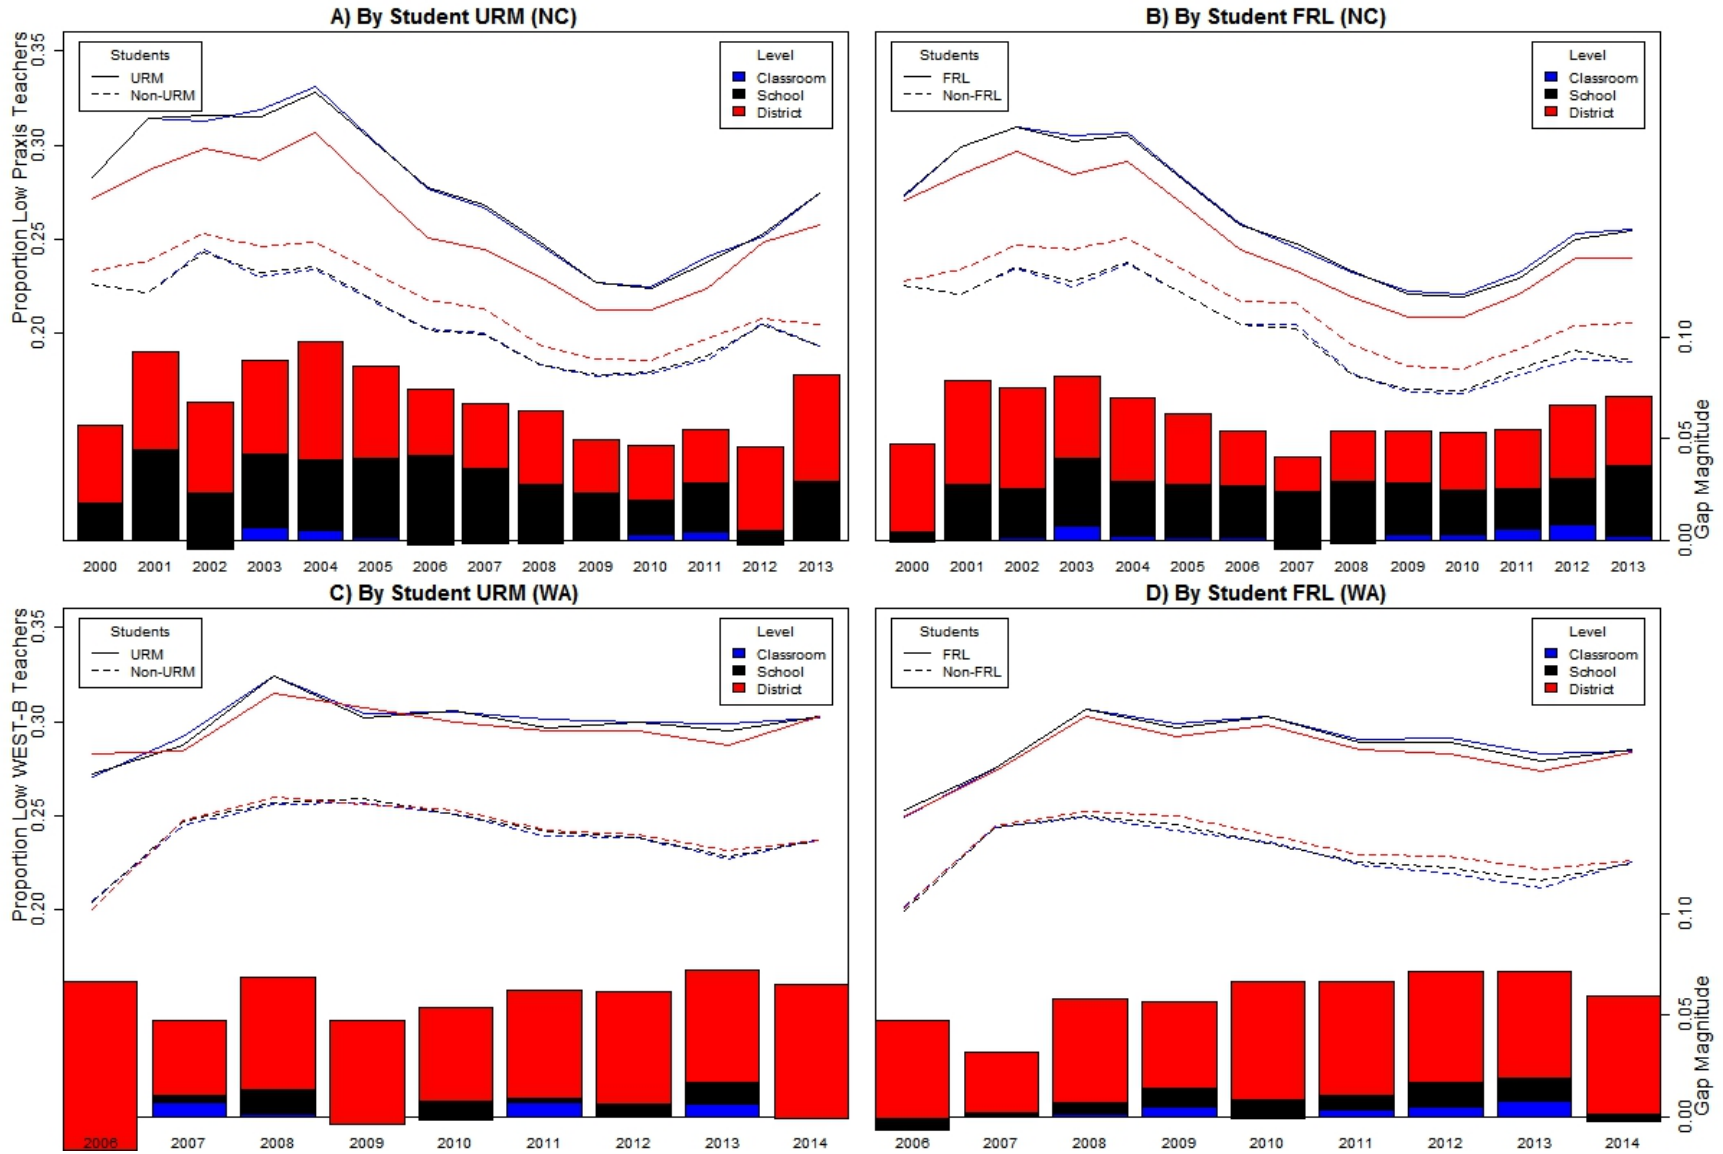 A) By Student URM (NC)
Proportion Low Praxis Teachers
0.35
0.30
0.25
0.20
Students
URM
Non-URM
Level
Classroom
School
District
2000 2001 2002 2003 2004 2005 2006 2007 2008 2009 2010 2011 2012 2013
B) By Student FRL (NC)
Students
FRL
Non-FRL
Level
Classroom
School
District
0.10
0.05
0.00
Gap Magnitude
2000 2001 2002 2003 2004 2005 2006 2007 2008 2009 2010 2011 2012 2013
C) By Student URM (WA)
Proportion Low WEST-B Teachers
0.35
0.30
0.25
0.20
Students
URM
Non-URM
Level
Classroom
School
District
2006 2007 2008 2009 2010 2011 2012 2013 2014
D) By Student FRL (WA)
Students
FRL
Non-FRL
Level
Classroom
School
District
0.10
0.05
0.00
Gap Magnitude
2006 2007 2008 2009 2010 2011 2012 2013 2014